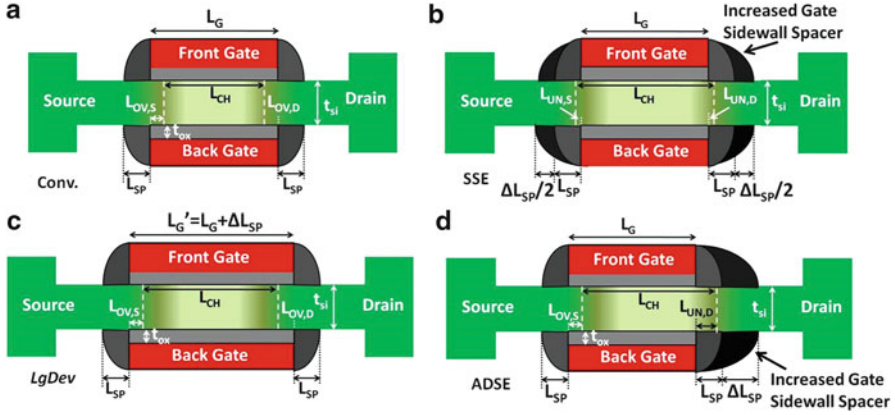 a
L_G
Front Gate
Source
L_OV,S
L_CH
L_OV,D
t_si
Drain
t_ox
Back Gate
L_SP
L_SP
Conv.
b
L_G
Increased Gate
Sidewall Spacer
Front Gate
Source
L_UN,S
L_CH
L_UN,D
t_si
Drain
Back Gate
L_SP
L_SP
ΔL_SP/2
ΔL_SP/2
SSE
c
L_G'=L_G+ΔL_SP
Front Gate
Source
L_OV,S
L_CH
L_OV,D
t_si
Drain
t_ox
Back Gate
LgDev
L_SP
L_SP
d
L_G
Front Gate
Source
L_OV,S
L_CH
L_UN,D
t_si
Drain
t_ox
Back Gate
ADSE
L_SP
L_SP
ΔL_SP
Increased Gate
Sidewall Spacer